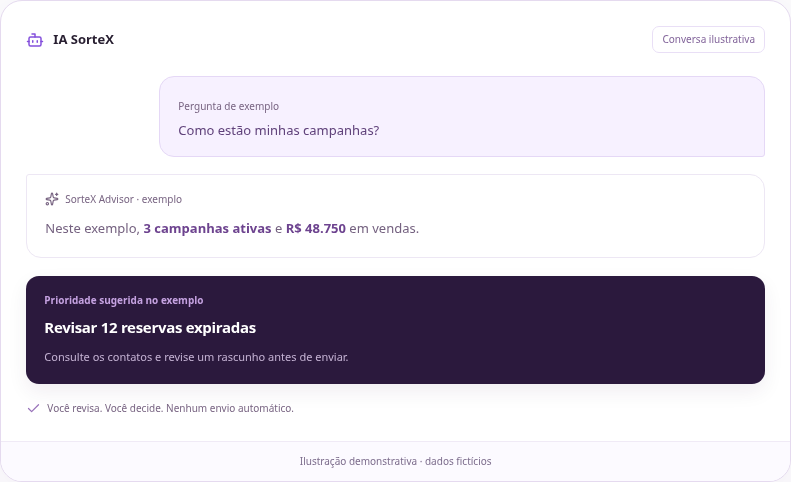 IA SorteX
Conversa ilustrativa
Pergunta de exemplo
Como estão minhas campanhas?
SorteX Advisor · exemplo
Neste exemplo, 3 campanhas ativas e R$ 48.750 em vendas.
Prioridade sugerida no exemplo
Revisar 12 reservas expiradas
Consulte os contatos e revise um rascunho antes de enviar.
Você revisa. Você decide. Nenhum envio automático.
Ilustração demonstrativa · dados fictícios